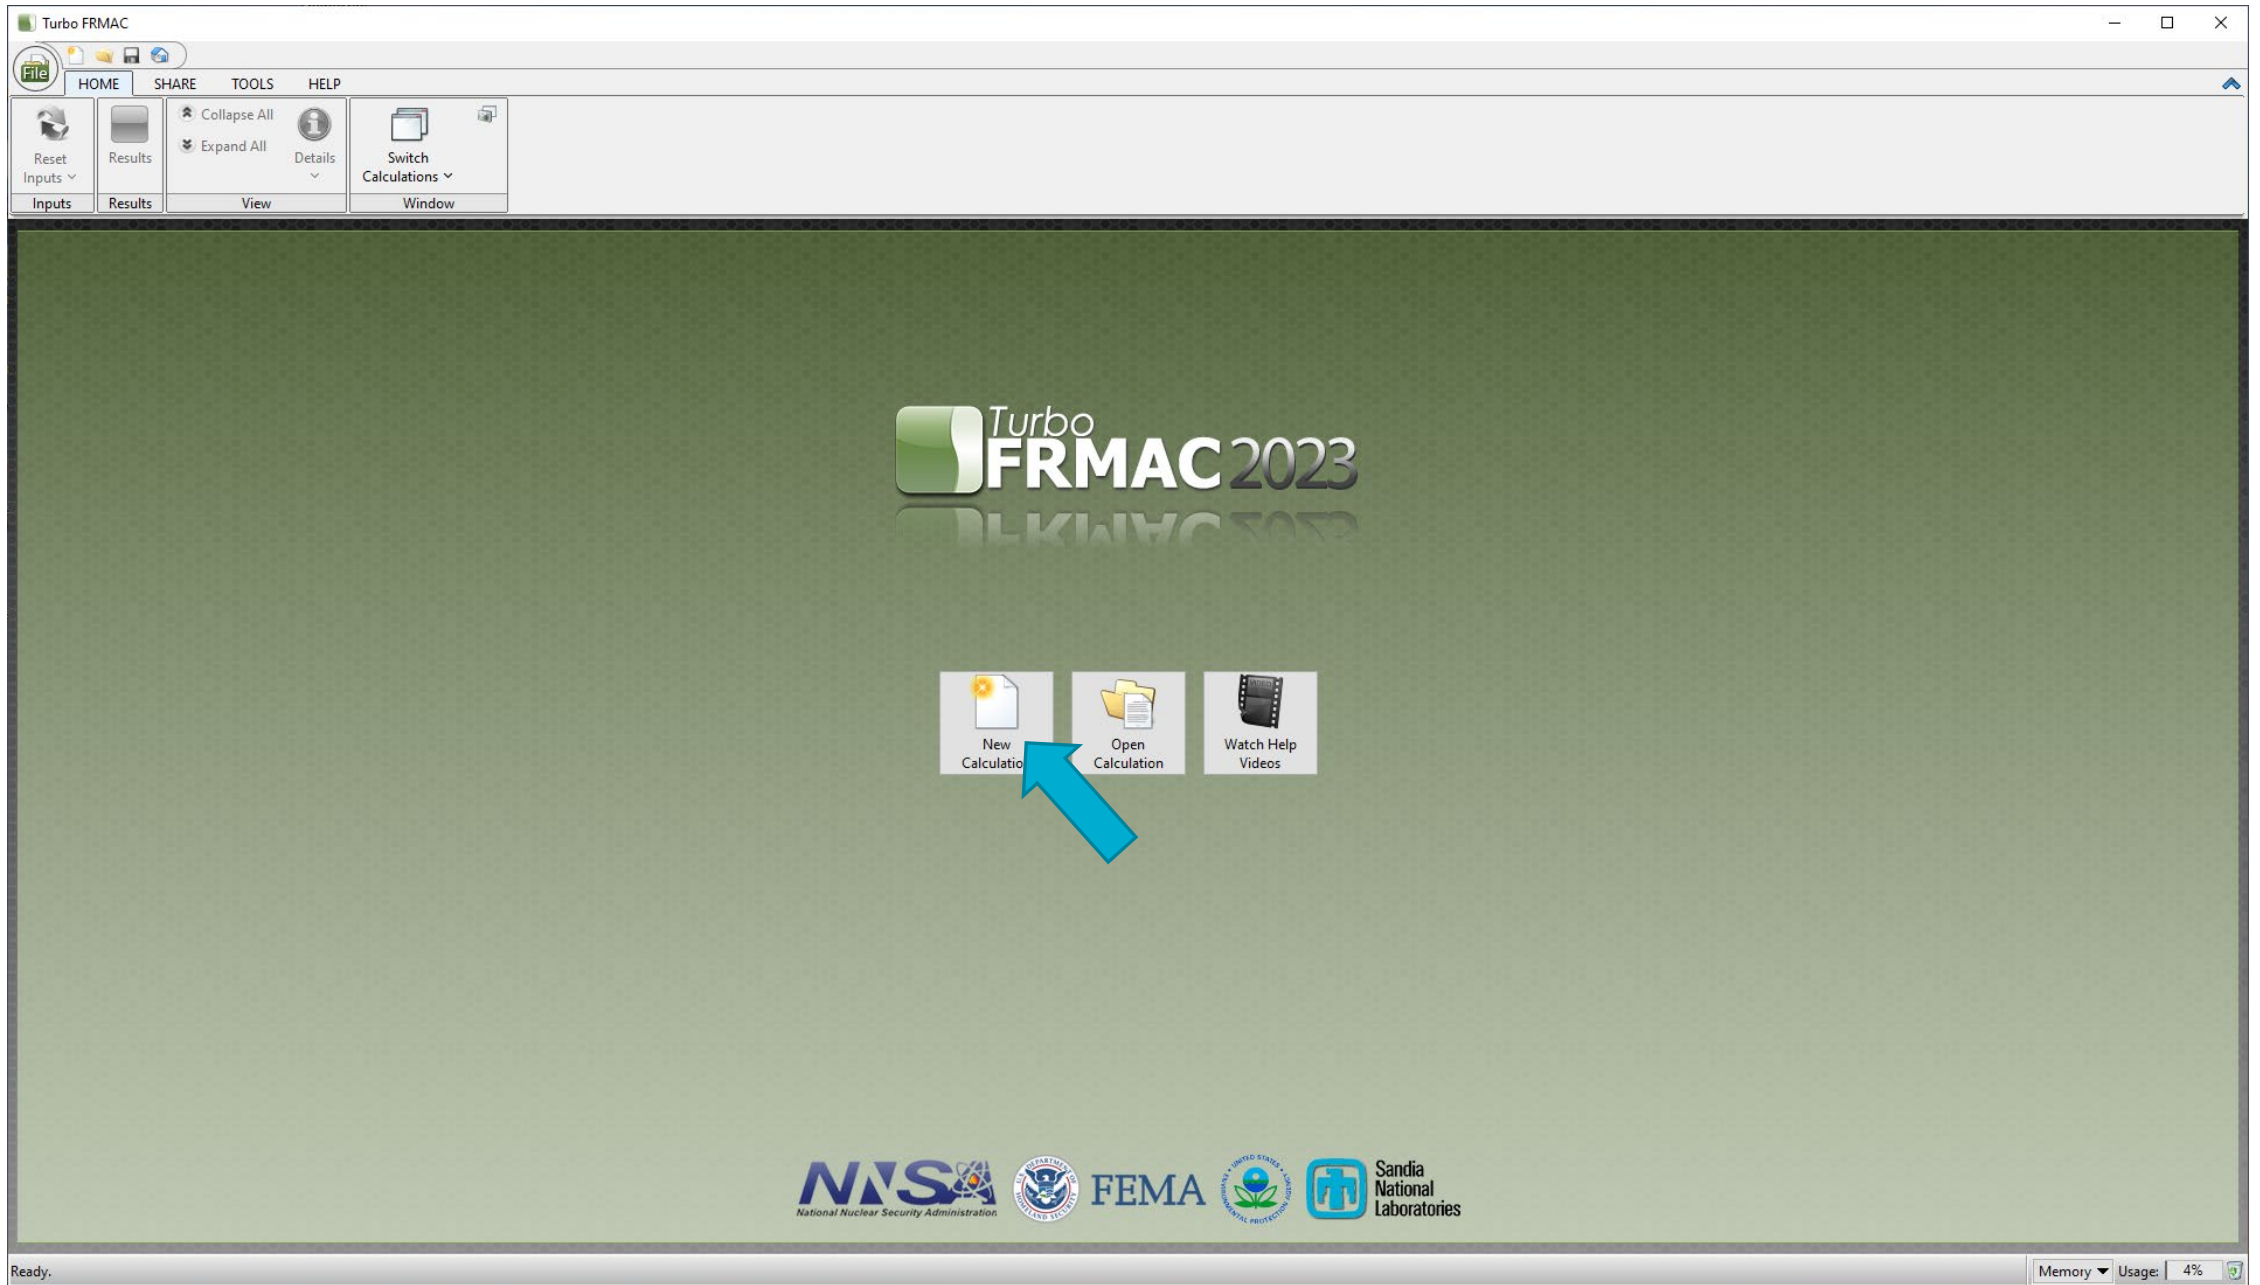 Turbo FRMAC
File
HOME SHARE TOOLS HELP
Reset
Inputs
Results
Collapse All
Expand All
Details
Switch
Calculations
Inputs
Results
View
Window
Turbo
FRMAC 2023
New
Calculatio
Open
Calculation
Watch Help
Videos
NNSA
National Nuclear Security Administration
FEMA
Sandia
National
Laboratories
Ready.
Memory Usage: 4%